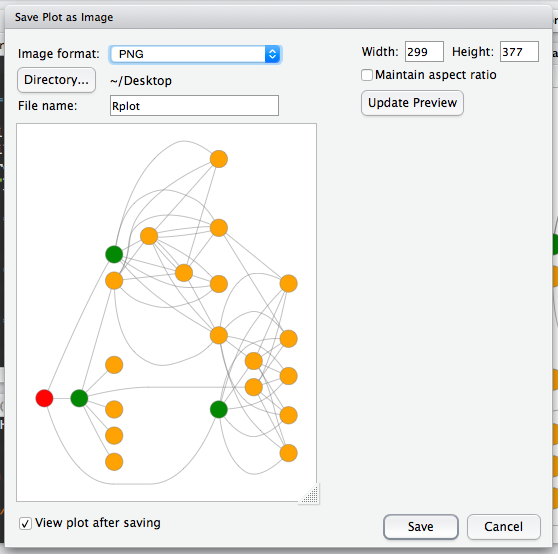 Save Plot as Image
Image format: PNG
Width: 299 Height: 377
Directory... ~/Desktop
Maintain aspect ratio
File name: Rplot
Update Preview
View plot after saving
Save
Cancel